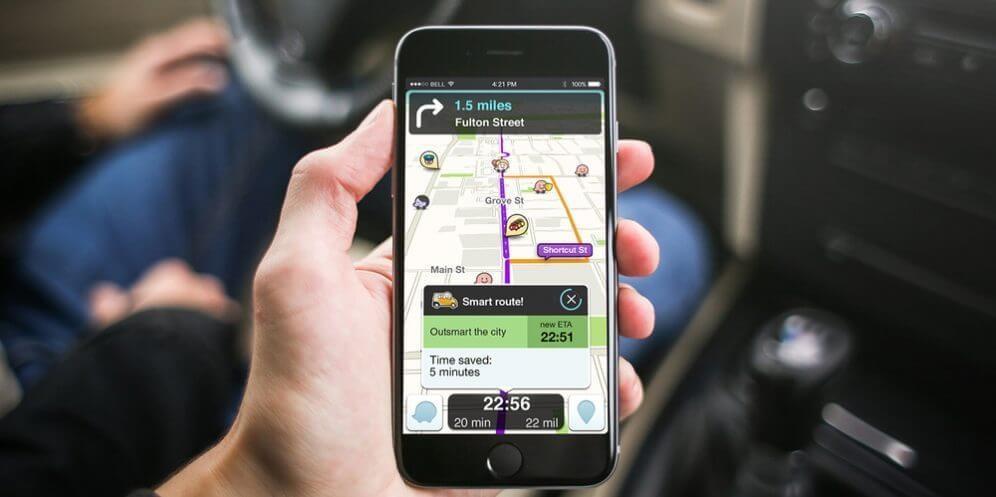 BELL 4:21 PM 100%
1.5 miles
Fulton Street
Grove St
Shortcut St
Main St
Smart route!
Outsmart the city
new ETA
22:51
Time saved:
5 minutes
22:56
20 min 22 mil